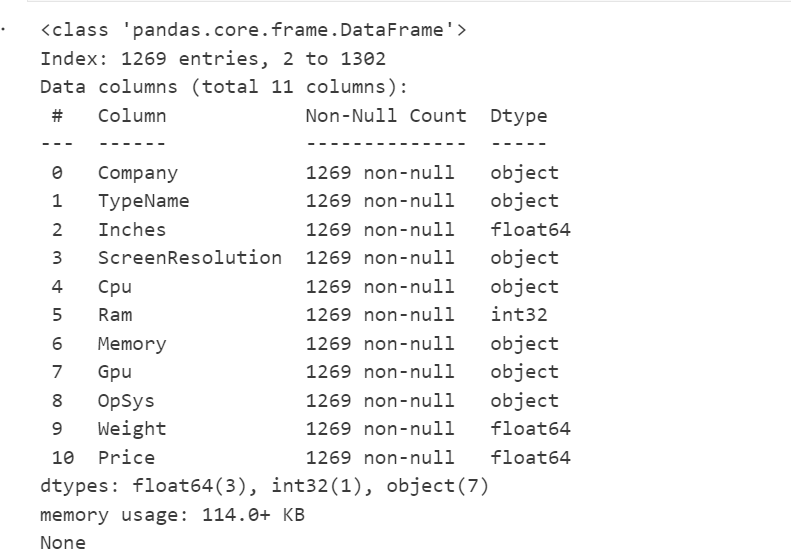 <class 'pandas.core.frame.DataFrame'>
Index: 1269 entries, 2 to 1302
Data columns (total 11 columns):
 #   Column            Non-Null Count  Dtype
---  ------            --------------  -----
 0   Company           1269 non-null   object
 1   TypeName          1269 non-null   object
 2   Inches            1269 non-null   float64
 3   ScreenResolution  1269 non-null   object
 4   Cpu               1269 non-null   object
 5   Ram               1269 non-null   int32
 6   Memory            1269 non-null   object
 7   Gpu               1269 non-null   object
 8   OpSys             1269 non-null   object
 9   Weight            1269 non-null   float64
 10  Price             1269 non-null   float64
dtypes: float64(3), int32(1), object(7)
memory usage: 114.0+ KB
None